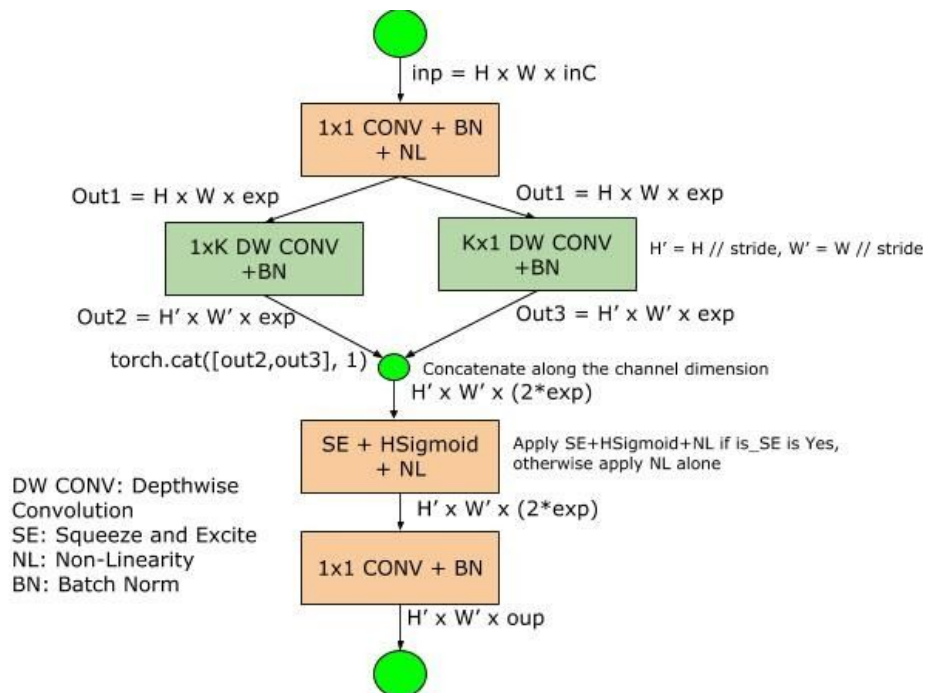 inp = H x W x inC
1x1 CONV + BN
+ NL
Out1 = H x W x exp
Out1 = H x W x exp
1xK DW CONV
+BN
Kx1 DW CONV
+BN
H' = H // stride, W' = W // stride
Out2 = H' x W' x exp
Out3 = H' x W' x exp
torch.cat([out2,out3], 1)
Concatenate along the channel dimension
H' x W' x (2*exp)
SE + HSigmoid
+ NL
Apply SE+HSigmoid+NL if is_SE is Yes,
otherwise apply NL alone
H' x W' x (2*exp)
DW CONV: Depthwise
Convolution
SE: Squeeze and Excite
NL: Non-Linearity
BN: Batch Norm
1x1 CONV + BN
H' x W' x oup